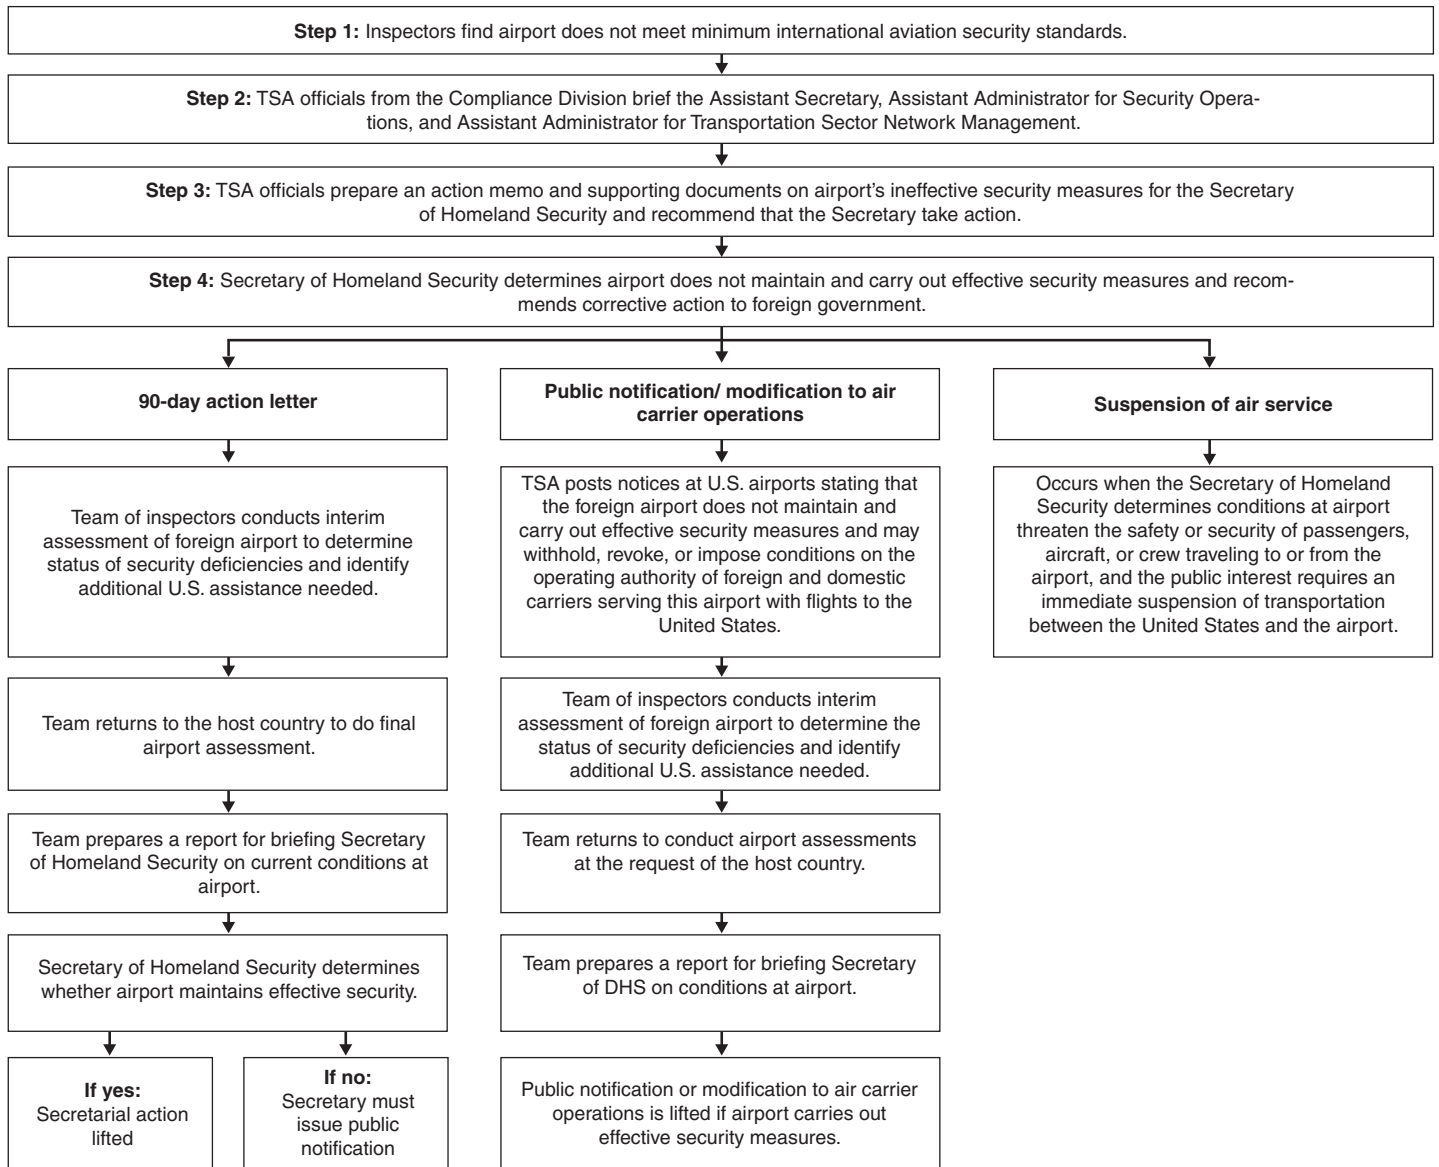 Step 1: Inspectors find airport does not meet minimum international aviation security standards.
Step 2: TSA officials from the Compliance Division brief the Assistant Secretary, Assistant Administrator for Security Opera-
tions, and Assistant Administrator for Transportation Sector Network Management.
Step 3: TSA officials prepare an action memo and supporting documents on airport's ineffective security measures for the Secretary
of Homeland Security and recommend that the Secretary take action.
Step 4: Secretary of Homeland Security determines airport does not maintain and carry out effective security measures and recom-
mends corrective action to foreign government.
90-day action letter
Team of inspectors conducts interim
assessment of foreign airport to determine
status of security deficiencies and identify
additional U.S. assistance needed.
Team returns to the host country to do final
airport assessment.
Team prepares a report for briefing Secretary
of Homeland Security on current conditions at
airport.
Secretary of Homeland Security determines
whether airport maintains effective security.
If yes:
Secretarial action
lifted
If no:
Secretary must
issue public
notification
Public notification/ modification to air
carrier operations
TSA posts notices at U.S. airports stating that
the foreign airport does not maintain and
carry out effective security measures and may
withhold, revoke, or impose conditions on the
operating authority of foreign and domestic
carriers serving this airport with flights to the
United States.
Team of inspectors conducts interim
assessment of foreign airport to determine the
status of security deficiencies and identify
additional U.S. assistance needed.
Team returns to conduct airport assessments
at the request of the host country.
Team prepares a report for briefing Secretary
of DHS on conditions at airport.
Public notification or modification to air carrier
operations is lifted if airport carries out
effective security measures.
Suspension of air service
Occurs when the Secretary of Homeland
Security determines conditions at airport
threaten the safety or security of passengers,
aircraft, or crew traveling to or from the
airport, and the public interest requires an
immediate suspension of transportation
between the United States and the airport.